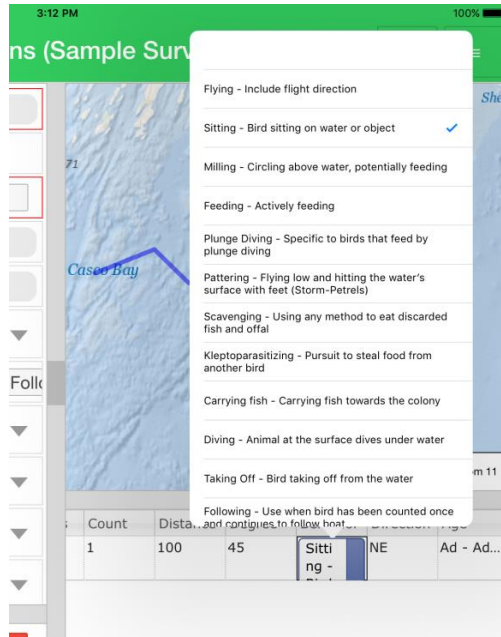 3:12 PM
100%
ns (Sample Surv
Flying - Include flight direction
Sitting - Bird sitting on water or object
Milling - Circling above water, potentially feeding
Feeding - Actively feeding
Plunge Diving - Specific to birds that feed by
plunge diving
Pattering - Flying low and hitting the water's
surface with feet (Storm-Petrels)
Scavenging - Using any method to eat discarded
fish and offal
Kleptoparasitizing - Pursuit to steal food from
another bird
Carrying fish - Carrying fish towards the colony
Diving - Animal at the surface dives under water
Taking Off - Bird taking off from the water
Following - Use when bird has been counted once
and continues to follow boat
She
71
Casco Bay
Follo
m 11
s Count Distan
1 100 45 Sitti NE Ad - Ad...
ng -